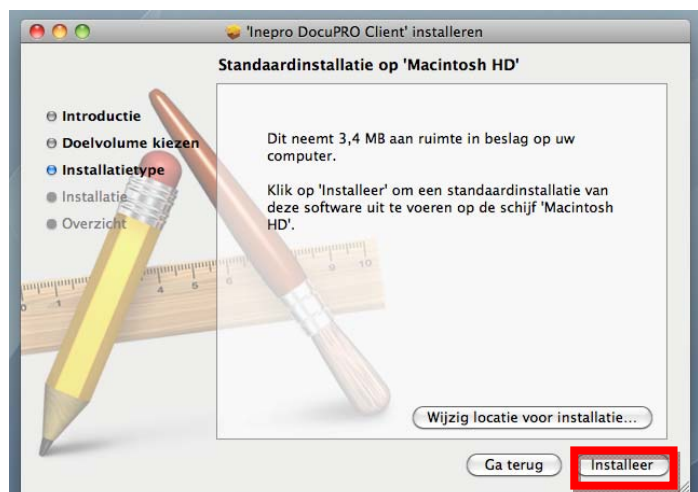 'Inepro DocuPRO Client' installeren
Standaardinstallatie op 'Macintosh HD'
Introductie
Doelvolume kiezen
Installatietype
Installatie
Overzicht
Dit neemt 3,4 MB aan ruimte in beslag op uw
computer.
Klik op 'Installeer' om een standaardinstallatie van
deze software uit te voeren op de schijf 'Macintosh
HD'.
Wijzig locatie voor installatie...
Ga terug
Installeer